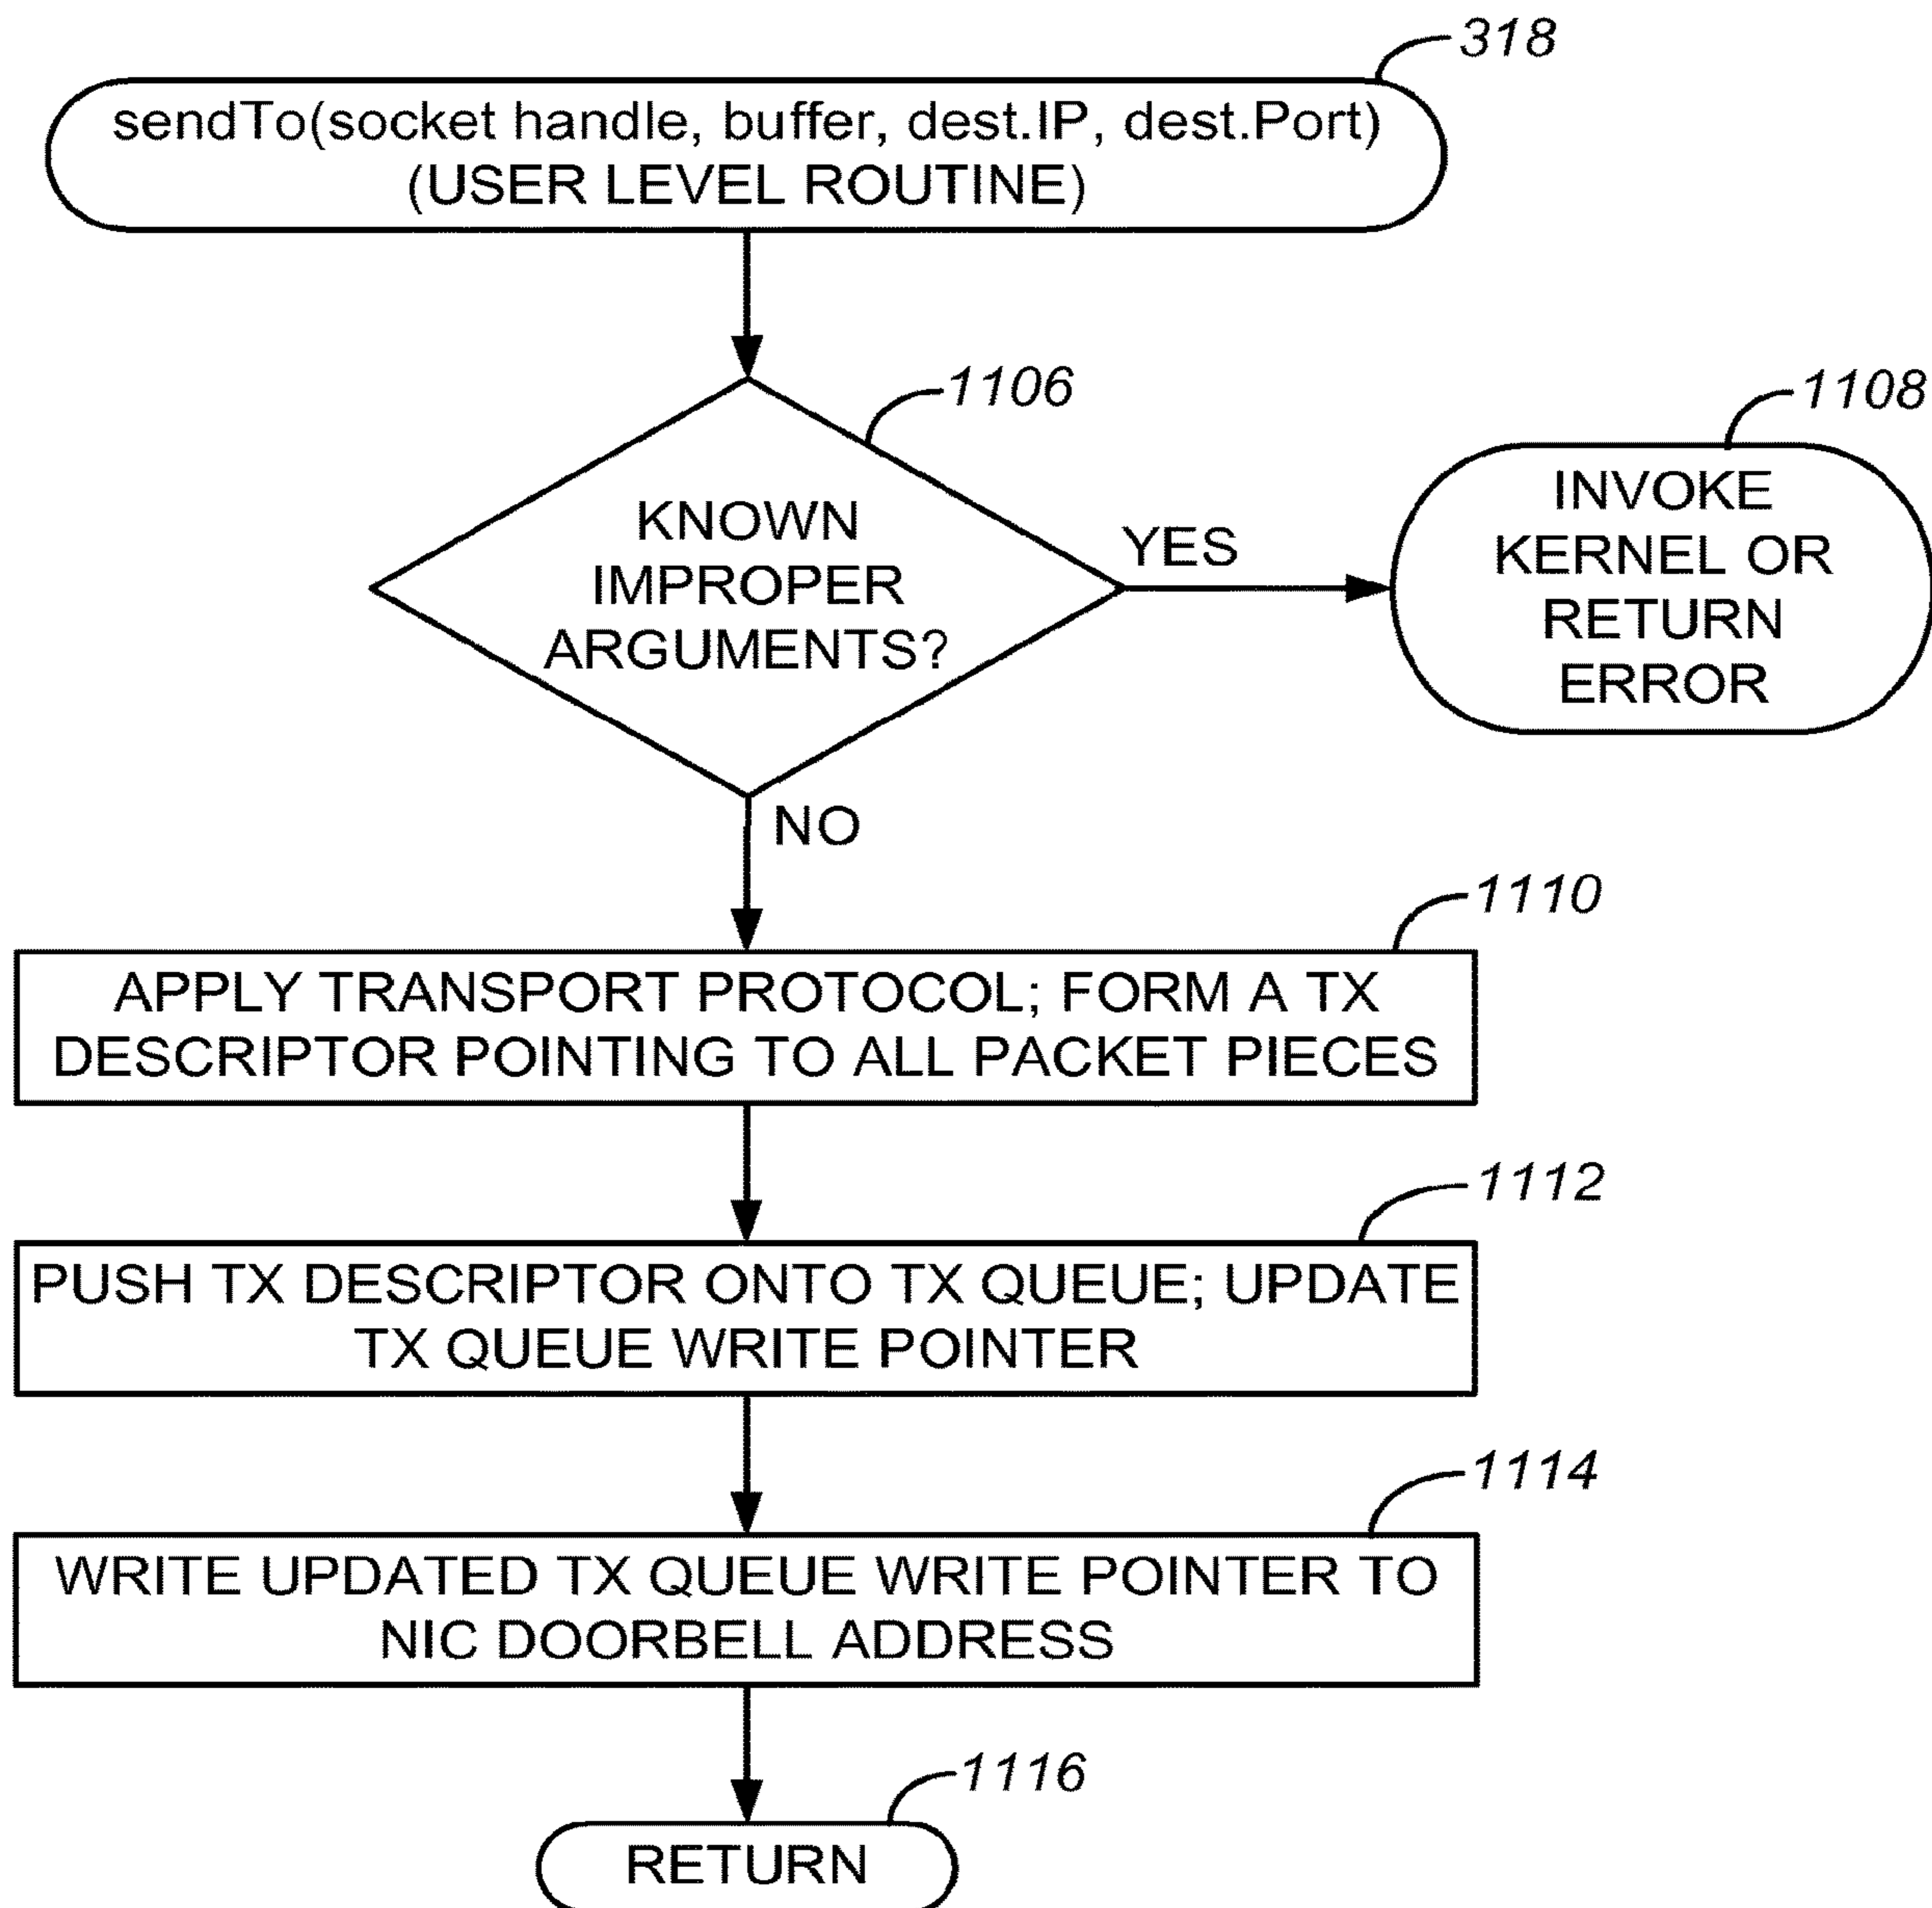 318
sendTo(socket handle, buffer, dest.IP, dest.Port)
(USER LEVEL ROUTINE)
1106
1108
KNOWN
IMPROPER
ARGUMENTS?
YES
INVOKE
KERNEL OR
RETURN
ERROR
NO
1110
APPLY TRANSPORT PROTOCOL; FORM A TX
DESCRIPTOR POINTING TO ALL PACKET PIECES
1112
PUSH TX DESCRIPTOR ONTO TX QUEUE; UPDATE
TX QUEUE WRITE POINTER
1114
WRITE UPDATED TX QUEUE WRITE POINTER TO
NIC DOORBELL ADDRESS
1116
RETURN